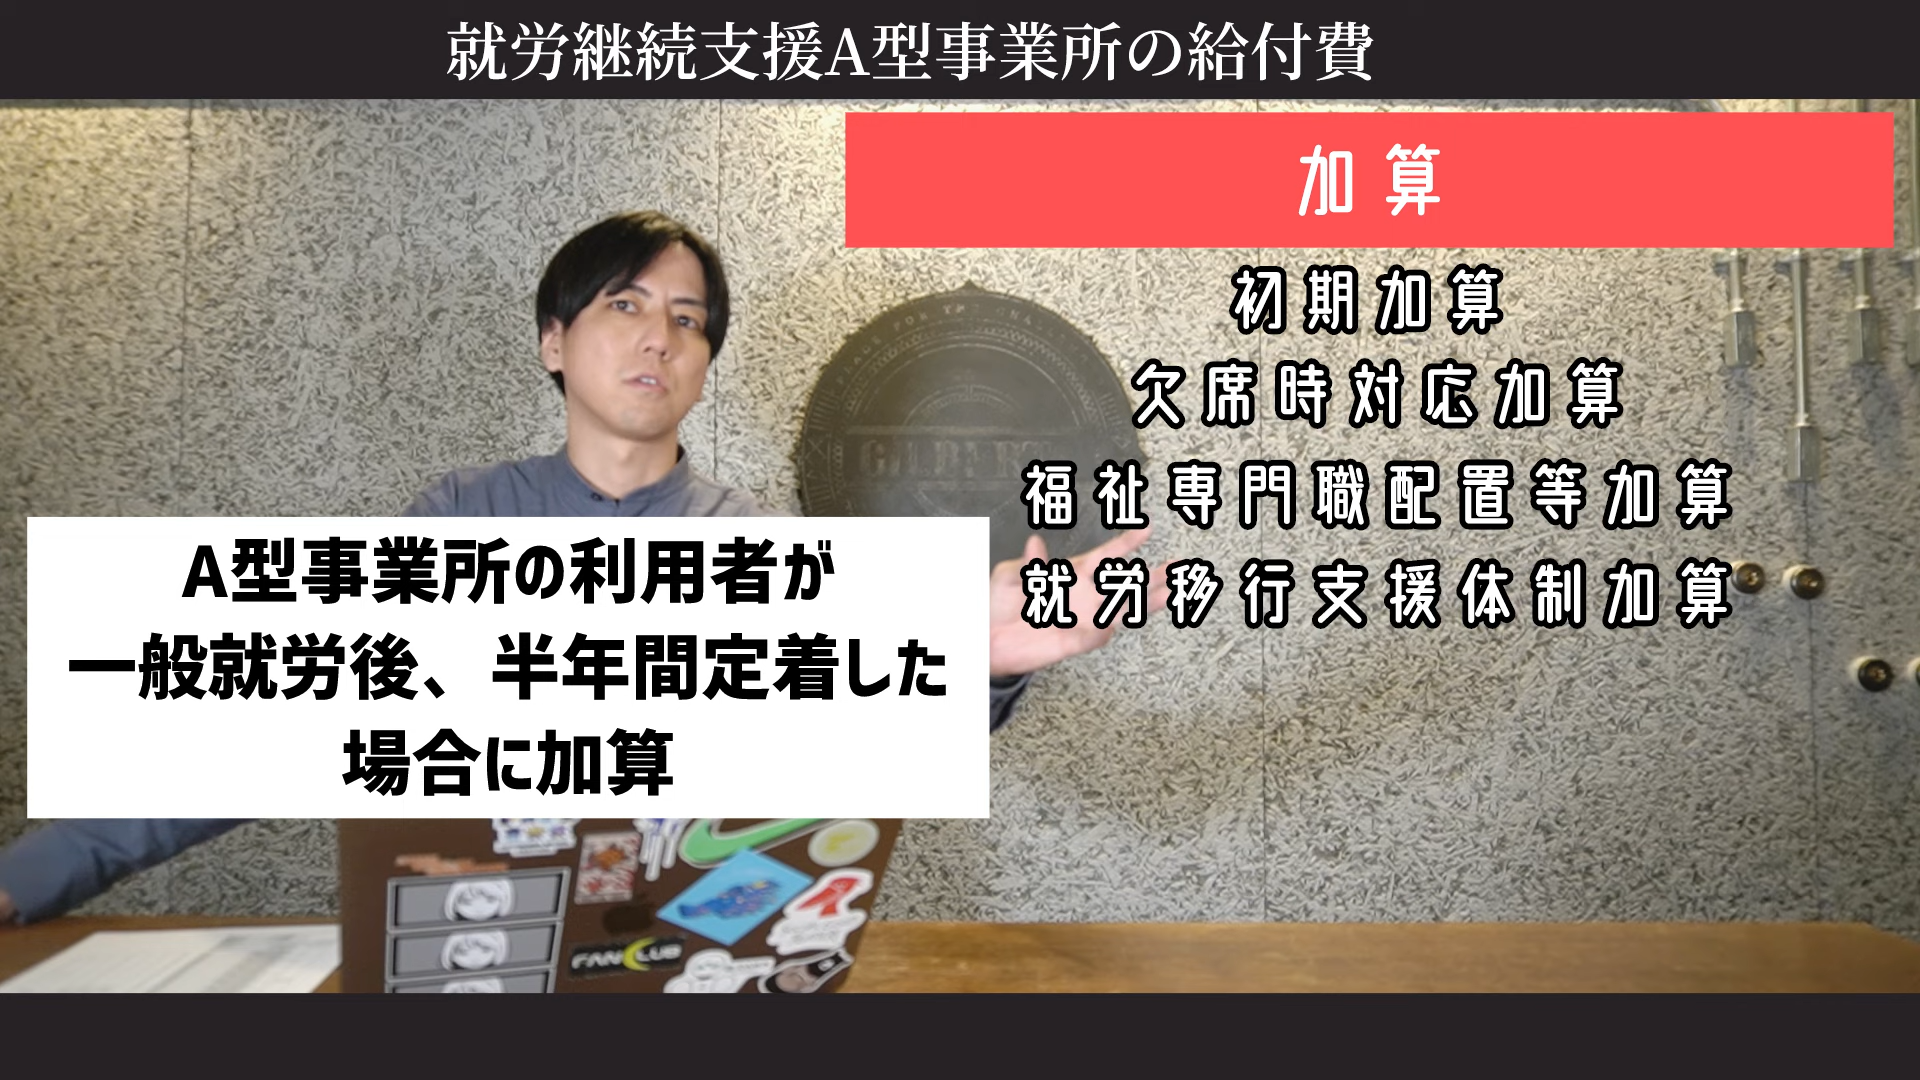 就労継続支援A型事業所の給付費
加算
初期加算
欠席時対応加算
福祉専門職配置等加算
就労移行支援体制加算
A型事業所の利用者が
一般就労後、半年間定着した
場合に加算
FANCLUB